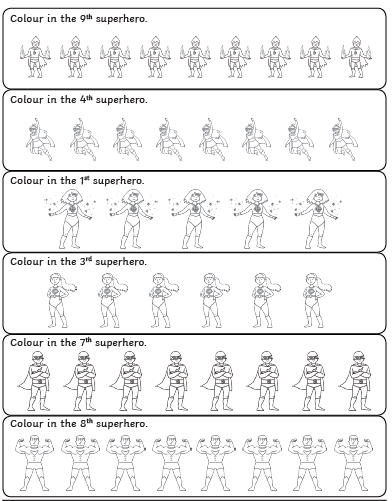 Colour in the 9th superhero.
Colour in the 4th superhero.
Colour in the 1st superhero.
Colour in the 3rd superhero.
Colour in the 7th superhero.
Colour in the 8th superhero.